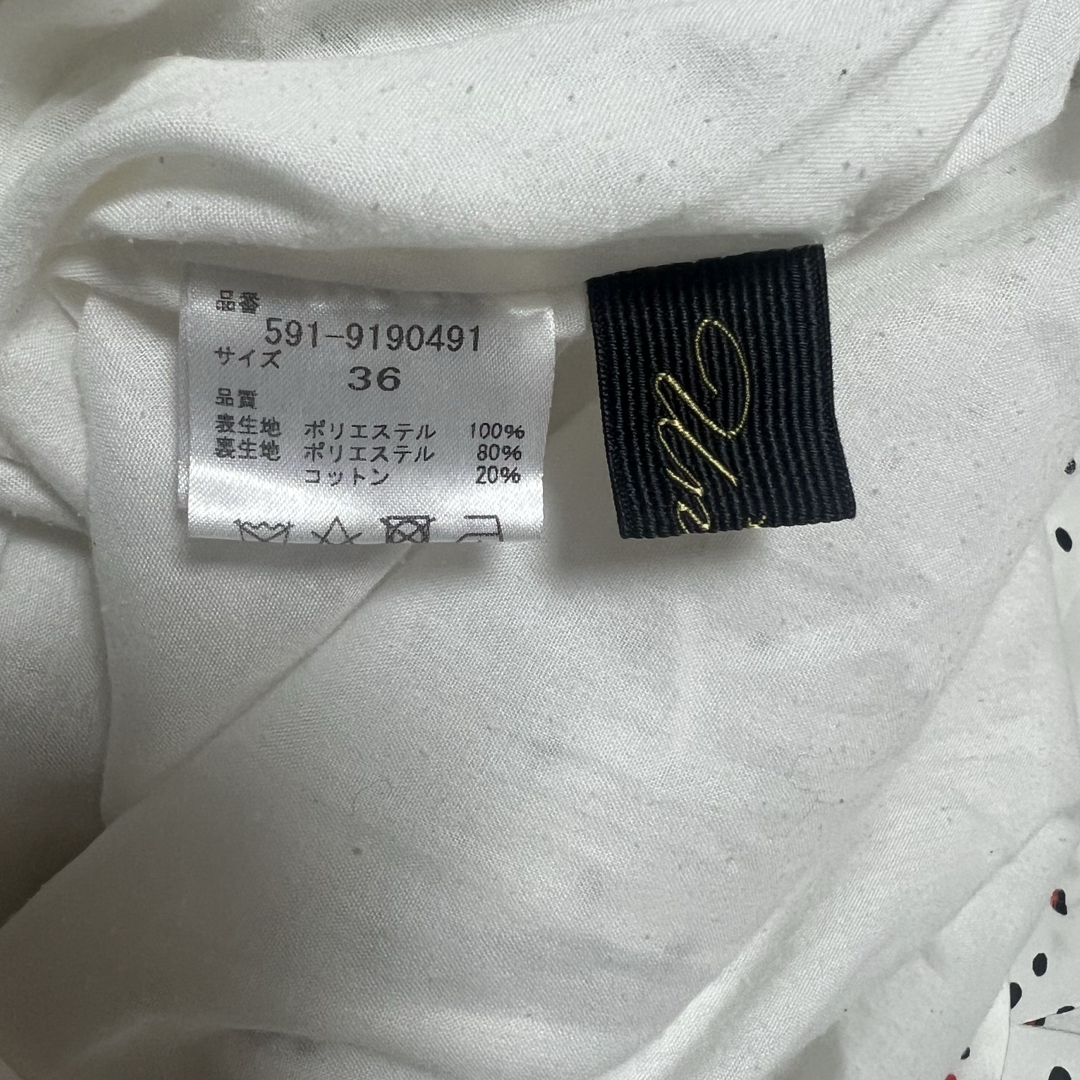 品番
591-9190491
サイズ
36
品質
表生地 ポリエステル 100%
裏生地 ポリエステル 80%
コットン 20%